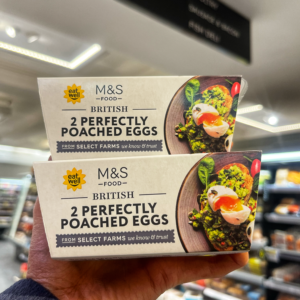 eat well
M&S
FOOD
BRITISH
2 PERFECTLY
POACHED EGGS
FROM SELECT FARMS we know & trust
eat well
M&S
FOOD
BRITISH
2 PERFECTLY
POACHED EGGS
FROM SELECT FARMS we know & trust